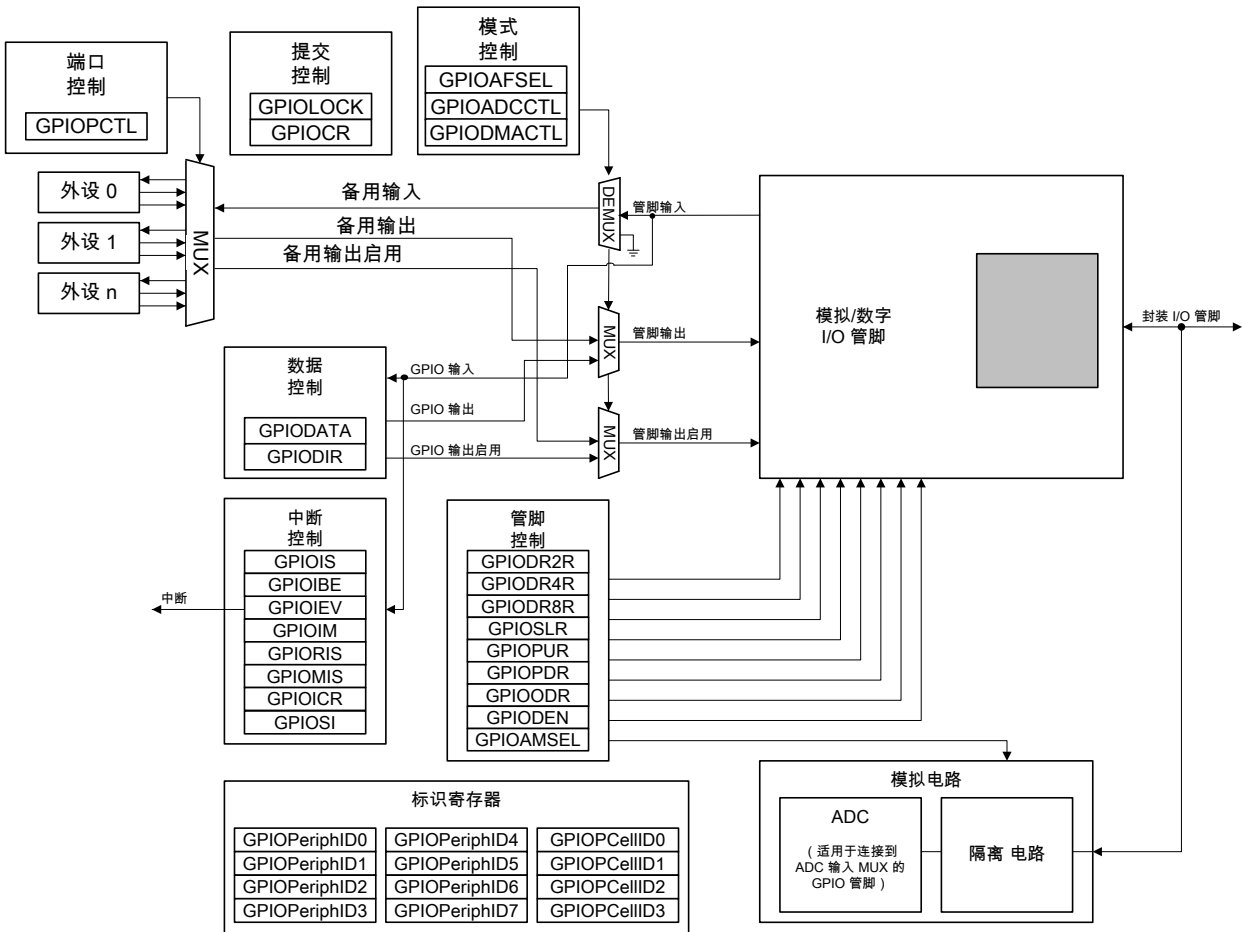 端口
控制
GPIOPCTL
提交
控制
GPIOLOCK
GPIOCR
模式
控制
GPIOAFSEL
GPIOADCCTL
GPIODMACTL
外设 0
外设 1
外设 n
MUX
备用输入
备用输出
备用输出启用
DEMUX
管脚输入
MUX
管脚输出
MUX
管脚输出启用
模拟/数字
I/O 管脚
封装 I/O 管脚
数据
控制
GPIODATA
GPIODIR
GPIO 输入
GPIO 输出
GPIO 输出启用
中断
控制
GPIOIS
GPIOIBE
GPIOIEV
GPIOIM
GPIORIS
GPIOMIS
GPIOICR
GPIOSI
中断
管脚
控制
GPIODR2R
GPIODR4R
GPIODR8R
GPIOSLR
GPIOPUR
GPIOPDR
GPIOODR
GPIODEN
GPIOAMSEL
模拟电路
ADC
(适用于连接到
ADC 输入 MUX 的
GPIO 管脚)
隔离 电路
标识寄存器
GPIOPeriphID0
GPIOPeriphID1
GPIOPeriphID2
GPIOPeriphID3
GPIOPeriphID4
GPIOPeriphID5
GPIOPeriphID6
GPIOPeriphID7
GPIOPCellID0
GPIOPCellID1
GPIOPCellID2
GPIOPCellID3